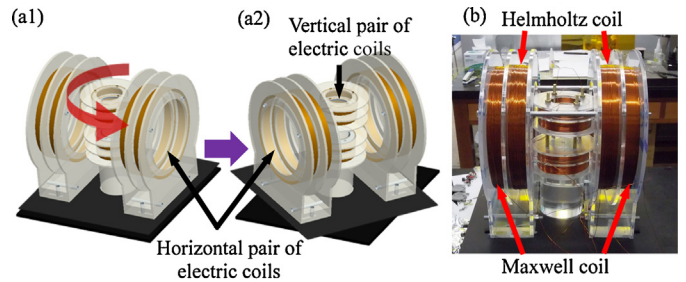 (a1)
(a2)
Vertical pair of
electric coils
Horizontal pair of
electric coils
(b)
Helmholtz coil
Maxwell coil